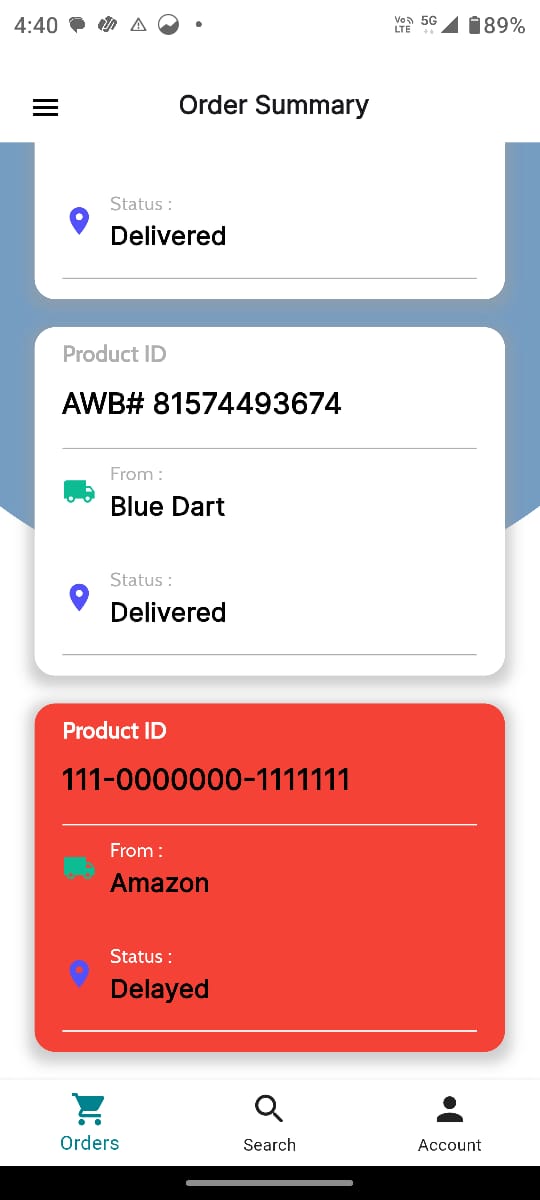 4:40
Vo LTE 5G 89%
Order Summary
Status :
Delivered
Product ID
AWB# 81574493674
From :
Blue Dart
Status :
Delivered
Product ID
111-0000000-1111111
From :
Amazon
Status :
Delayed
Orders Search Account